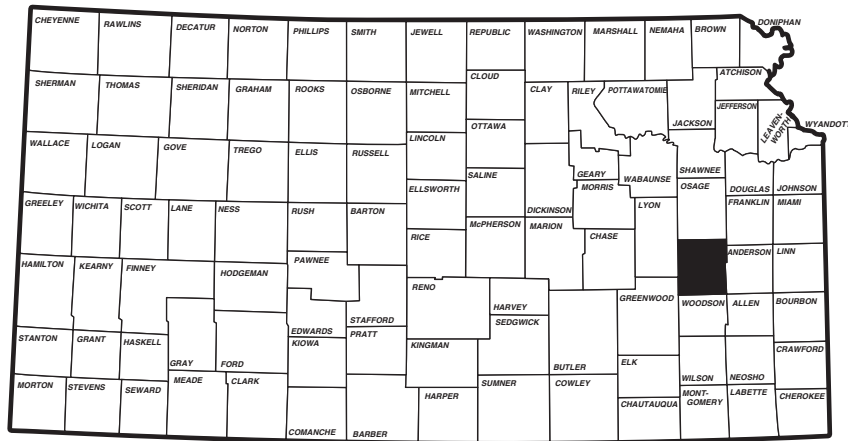 CHEYENNE
RAWLINS
DECATUR
NORTON
PHILLIPS
SMITH
JEWELL
REPUBLIC
WASHINGTON
MARSHALL
NEMAHA
BROWN
DONIPHAN
SHERMAN
THOMAS
SHERIDAN
GRAHAM
ROOKS
OSBORNE
MITCHELL
CLOUD
CLAY
RILEY
POTTAWATOMIE
JACKSON
ATCHISON
JEFFERSON
LEAVEN-
WORTH
WYANDOTT
WALLACE
LOGAN
GOVE
TREGO
ELLIS
RUSSELL
LINCOLN
OTTAWA
SALINE
ELLSWORTH
DICKINSON
GEARY
MORRIS
WABAUNSE
SHAWNEE
OSAGE
DOUGLAS
JOHNSON
GREELEY
WICHITA
SCOTT
LANE
NESS
RUSH
BARTON
RICE
McPHERSON
MARION
CHASE
LYON
FRANKLIN
MIAMI
HAMILTON
KEARNY
FINNEY
HODGEMAN
PAWNEE
STAFFORD
RENO
HARVEY
SEDGWICK
BUTLER
GREENWOOD
WOODSON
ANDERSON
LINN
ALLEN
BOURBON
STANTON
GRANT
HASKELL
GRAY
FORD
EDWARDS
KIOWA
PRATT
KINGMAN
ELK
WILSON
NEOSHO
CRAWFORD
MORTON
STEVENS
SEWARD
MEADE
CLARK
COMANCHE
BARBER
HARPER
SUMNER
COWLEY
CHAUTAUQUA
MONT-
GOMERY
LABETTE
CHEROKEE